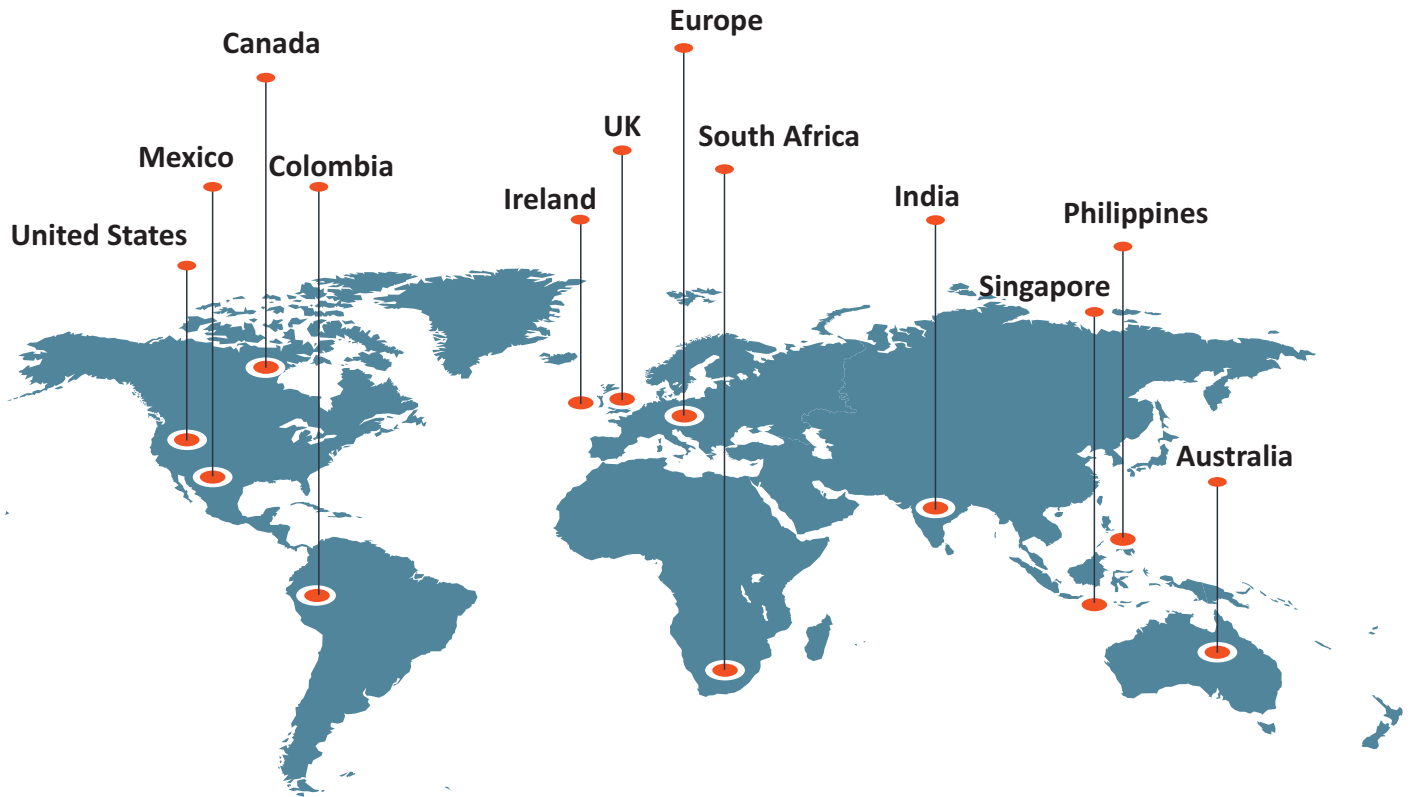 Europe
Canada
UK
South Africa
Mexico
Colombia
Ireland
India
Philippines
United States
Singapore
Australia